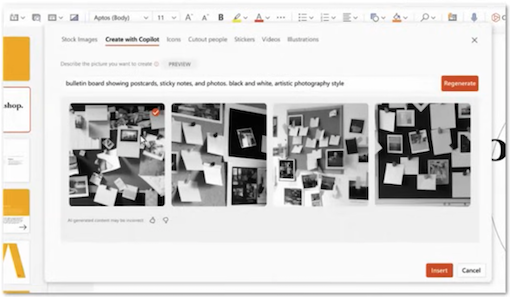 Aptos (Body) 11
Stock Images Create with Copilot Icons Cutout people Stickers Videos Illustrations
Describe the picture you want to create PREVIEW
bulletin board showing postcards, sticky notes, and photos. black and white, artistic photography style Regenerate
shop.
AI generated content may be incorrect
Insert Cancel